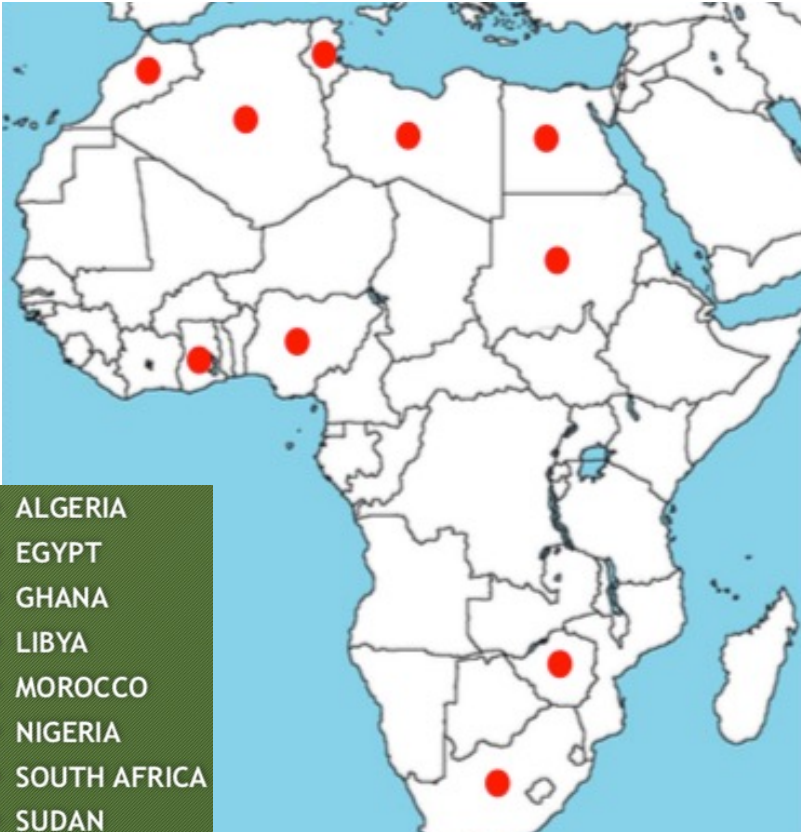 ALGERIA
EGYPT
GHANA
LIBYA
MOROCCO
NIGERIA
SOUTH AFRICA
SUDAN